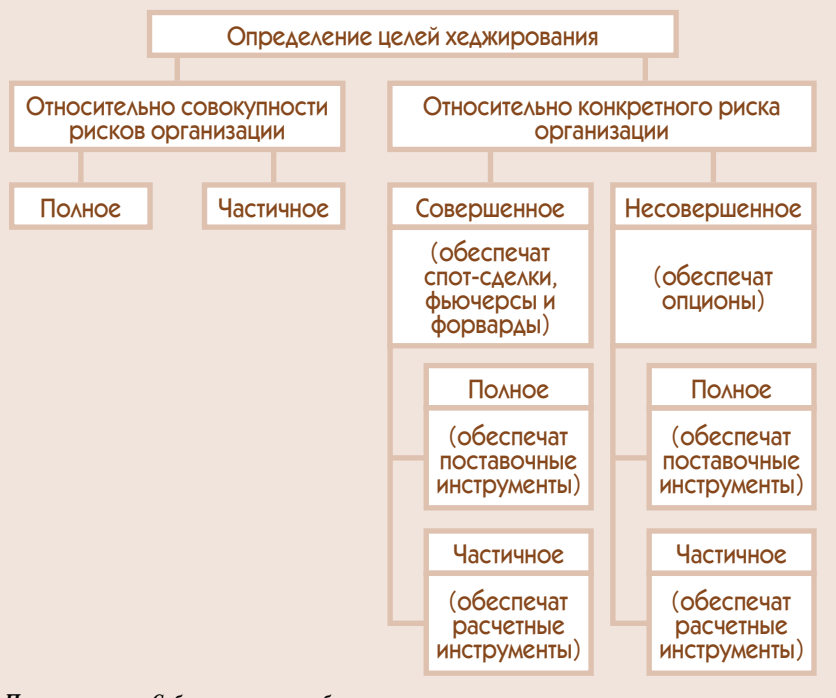 Определение целей хеджирования
Относительно совокупности
рисков организации
Полное
Частичное
Относительно конкретного риска
организации
Совершенное
(обеспечат
спот-сделки,
фьючерсы и
форварды)
Полное
(обеспечат
поставочные
инструменты)
Частичное
(обеспечат
расчетные
инструменты)
Несовершенное
(обеспечат
опционы)
Полное
(обеспечат
поставочные
инструменты)
Частичное
(обеспечат
расчетные
инструменты)